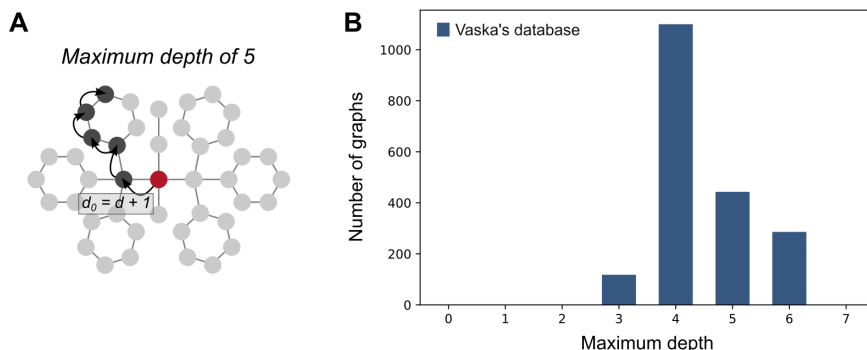 A
Maximum depth of 5
d₀ = d + 1
B
Vaska's database
Number of graphs
1000
800
600
400
200
0
0 1 2 3 4 5 6 7
Maximum depth